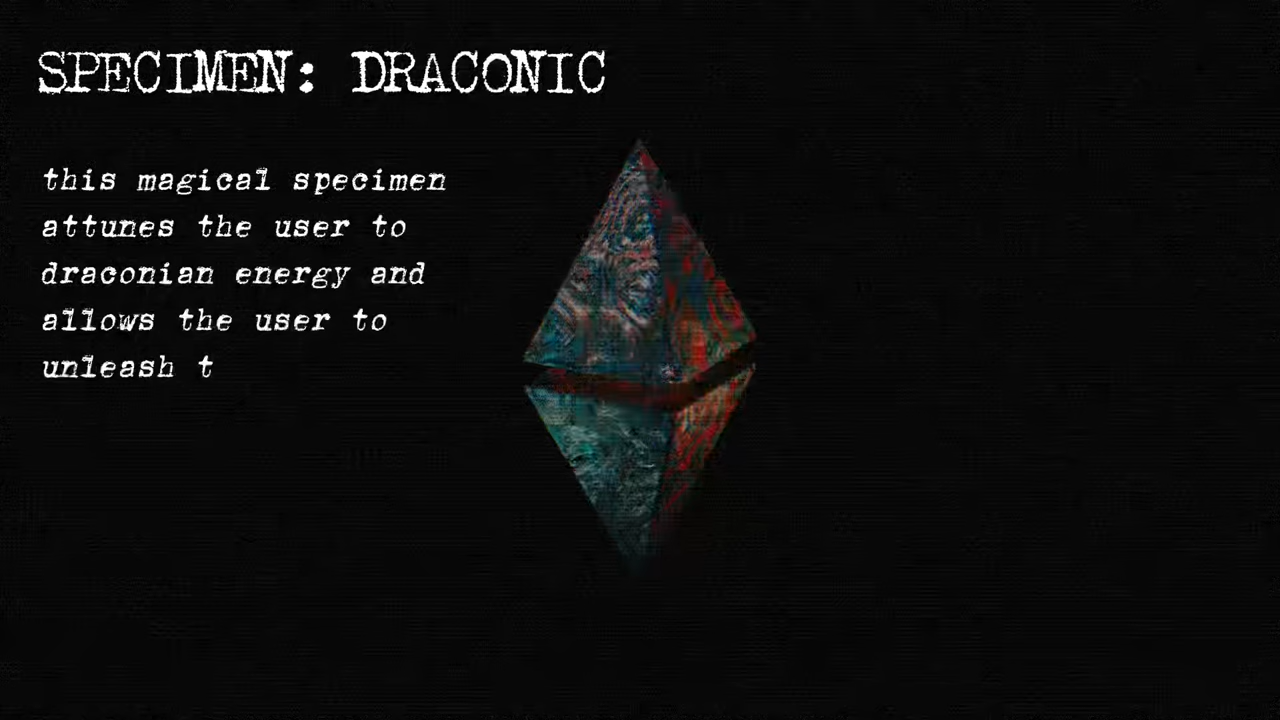 SPECIMEN: DRACONIC
this magical specimen
attunes the user to
draconian energy and
allows the user to
unleash t